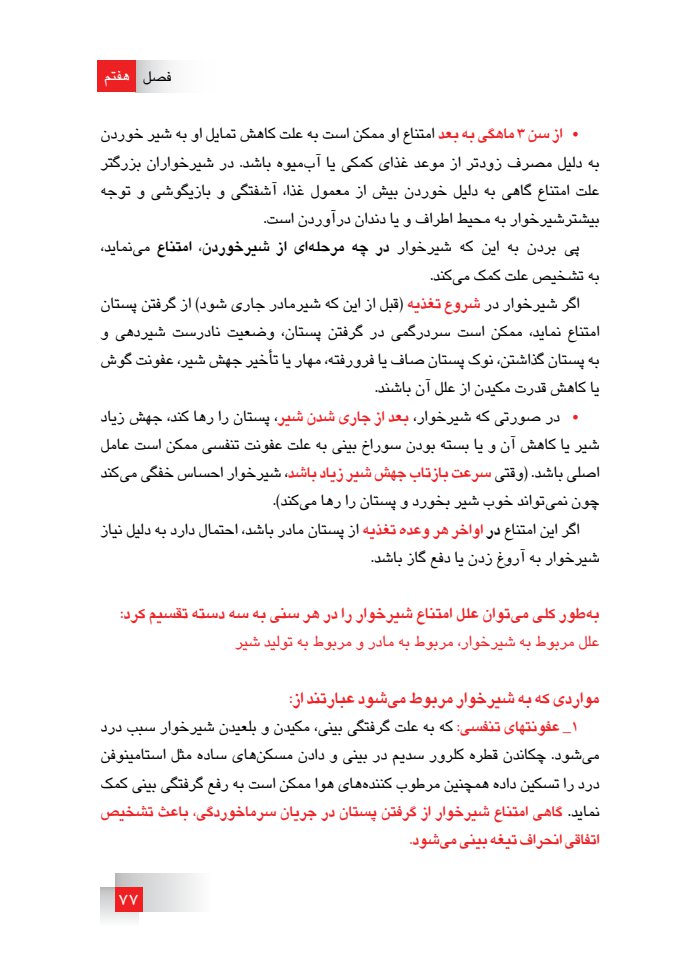 فصل هفتم
• از سن ۳ ماهگی به بعد امتناع او ممکن است به علت کاهش تمایل او به شیر خوردن
به دلیل مصرف زودتر از موعد غذای کمکی یا آب‌میوه باشد. در شیرخواران بزرگتر
علت امتناع گاهی به دلیل خوردن بیش از معمول غذا، آشفتگی و بازیگوشی و توجه
بیشترشیرخوار به محیط اطراف و یا دندان درآوردن است.
پی بردن به این که شیرخوار در چه مرحله‌ای از شیرخوردن، امتناع می‌نماید،
به تشخیص علت کمک می‌کند.
اگر شیرخوار در شروع تغذیه (قبل از این که شیرمادر جاری شود) از گرفتن پستان
امتناع نماید، ممکن است سردرگمی در گرفتن پستان، وضعیت نادرست شیردهی و
به پستان گذاشتن، نوک پستان صاف یا فرورفته، مهار یا تأخیر جهش شیر، عفونت گوش
یا کاهش قدرت مکیدن از علل آن باشند.
• در صورتی که شیرخوار، بعد از جاری شدن شیر، پستان را رها کند، جهش زیاد
شیر یا کاهش آن و یا بسته بودن سوراخ بینی به علت عفونت تنفسی ممکن است عامل
اصلی باشد. (وقتی سرعت بازتاب جهش شیر زیاد باشد، شیرخوار احساس خفگی می‌کند
چون نمی‌تواند خوب شیر بخورد و پستان را رها می‌کند).
اگر این امتناع در اواخر هر وعده تغذیه از پستان مادر باشد، احتمال دارد به دلیل نیاز
شیرخوار به آروغ زدن یا دفع گاز باشد.
به‌طور کلی می‌توان علل امتناع شیرخوار را در هر سنی به سه دسته تقسیم کرد:
علل مربوط به شیرخوار، مربوط به مادر و مربوط به تولید شیر
مواردی که به شیرخوار مربوط می‌شود عبارتند از:
۱_ عفونتهای تنفسی: که به علت گرفتگی بینی، مکیدن و بلعیدن شیرخوار سبب درد
می‌شود. چکاندن قطره کلرور سدیم در بینی و دادن مسکن‌های ساده مثل استامینوفن
درد را تسکین داده همچنین مرطوب کننده‌های هوا ممکن است به رفع گرفتگی بینی کمک
نماید. گاهی امتناع شیرخوار از گرفتن پستان در جریان سرماخوردگی، باعث تشخیص
اتفاقی انحراف تیغه بینی می‌شود.
۷۷